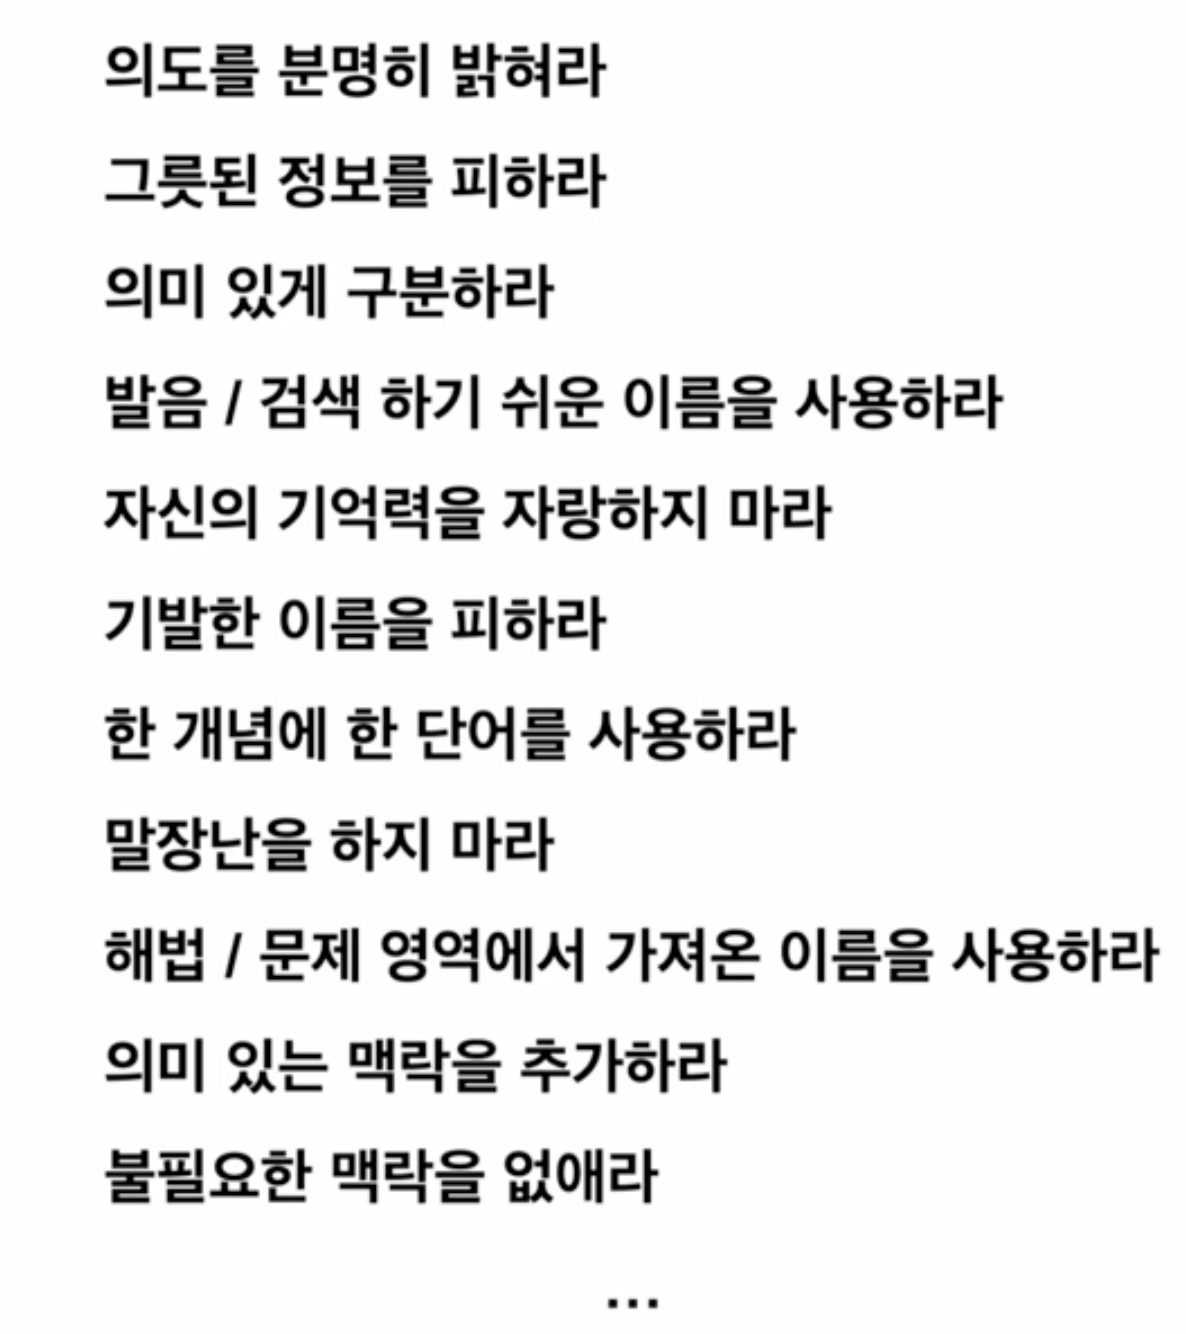 의도를 분명히 밝혀라
그릇된 정보를 피하라
의미 있게 구분하라
발음 / 검색 하기 쉬운 이름을 사용하라
자신의 기억력을 자랑하지 마라
기발한 이름을 피하라
한 개념에 한 단어를 사용하라
말장난을 하지 마라
해법 / 문제 영역에서 가져온 이름을 사용하라
의미 있는 맥락을 추가하라
불필요한 맥락을 없애라
...